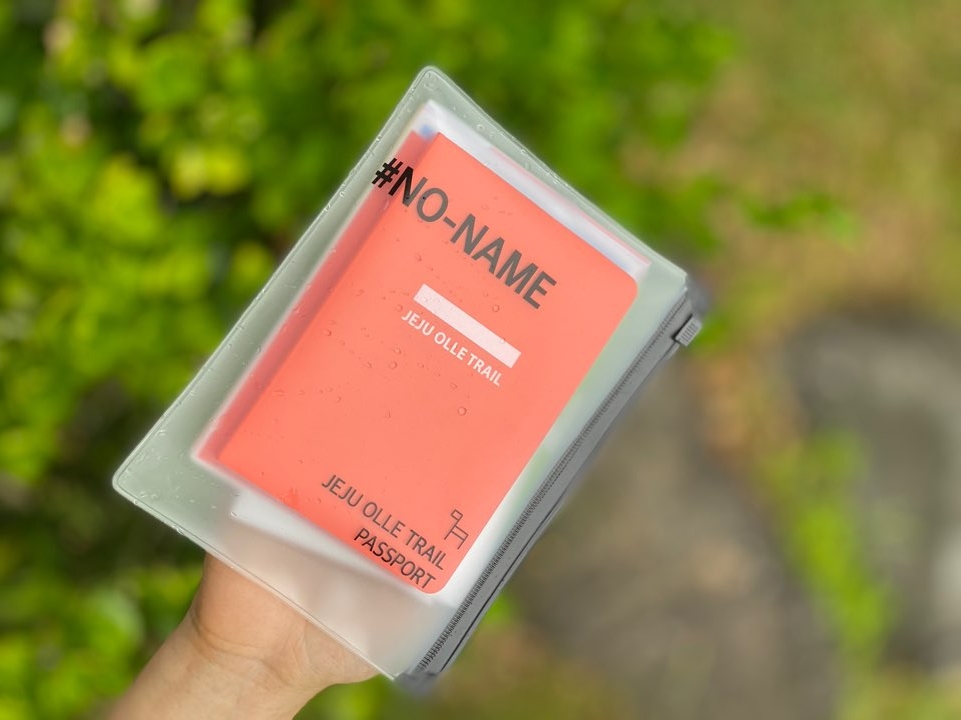 #NO-NAME
JEJU OLLE TRAIL
JEJU OLLE TRAIL
PASSPORT